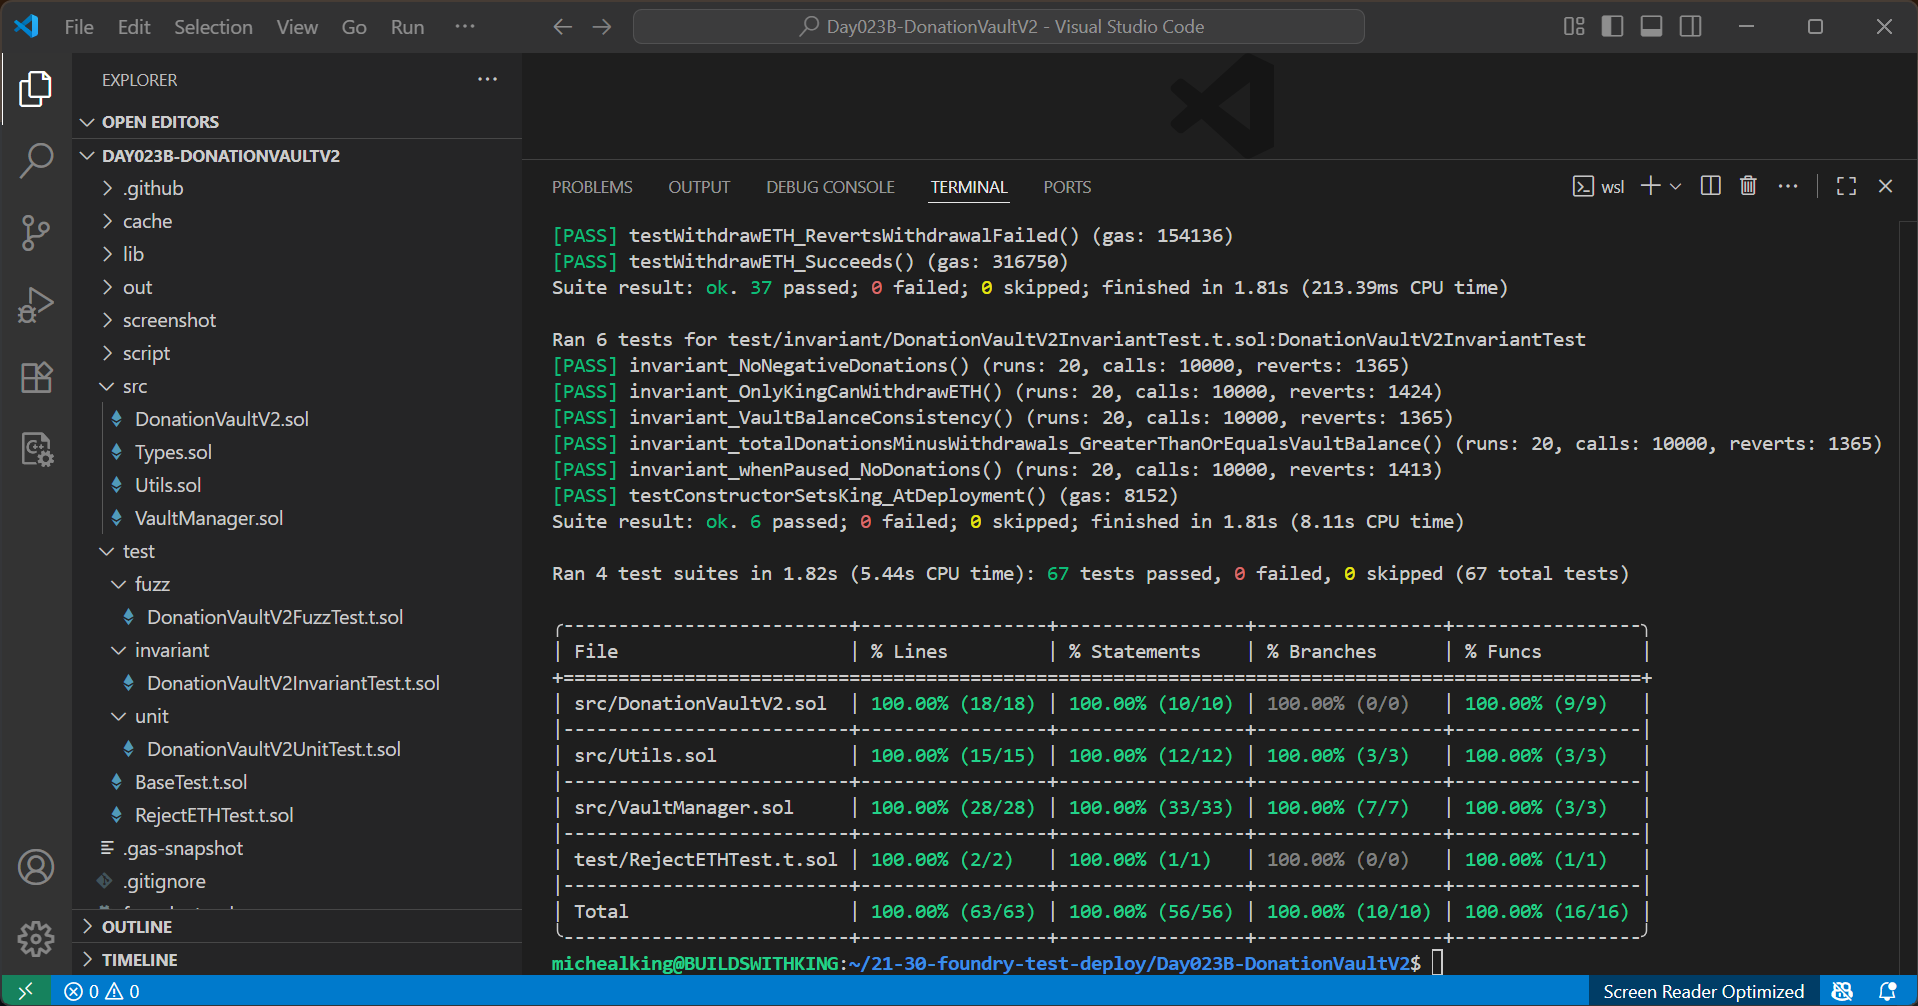 File Edit Selection View Go Run ···
Day023B-DonationVaultV2 - Visual Studio Code
EXPLORER
OPEN EDITORS
DAY023B-DONATIONVAULTV2
.github
cache
lib
out
screenshot
script
src
DonationVaultV2.sol
Types.sol
Utils.sol
VaultManager.sol
test
fuzz
DonationVaultV2FuzzTest.t.sol
invariant
DonationVaultV2InvariantTest.t.sol
unit
DonationVaultV2UnitTest.t.sol
BaseTest.t.sol
RejectETHTest.t.sol
.gas-snapshot
.gitignore
OUTLINE
TIMELINE
PROBLEMS OUTPUT DEBUG CONSOLE TERMINAL PORTS
wsl
[PASS] testWithdrawETH_RevertsWithdrawalFailed() (gas: 154136)
[PASS] testWithdrawETH_Succeeds() (gas: 316750)
Suite result: ok. 37 passed; 0 failed; 0 skipped; finished in 1.81s (213.39ms CPU time)
Ran 6 tests for test/invariant/DonationVaultV2InvariantTest.t.sol:DonationVaultV2InvariantTest
[PASS] invariant_NoNegativeDonations() (runs: 20, calls: 10000, reverts: 1365)
[PASS] invariant_OnlyKingCanWithdrawETH() (runs: 20, calls: 10000, reverts: 1424)
[PASS] invariant_VaultBalanceConsistency() (runs: 20, calls: 10000, reverts: 1365)
[PASS] invariant_totalDonationsMinusWithdrawals_GreaterThanOrEqualsVaultBalance() (runs: 20, calls: 10000, reverts: 1365)
[PASS] invariant_whenPaused_NoDonations() (runs: 20, calls: 10000, reverts: 1413)
[PASS] testConstructorSetsKing_AtDeployment() (gas: 8152)
Suite result: ok. 6 passed; 0 failed; 0 skipped; finished in 1.81s (8.11s CPU time)
Ran 4 test suites in 1.82s (5.44s CPU time): 67 tests passed, 0 failed, 0 skipped (67 total tests)
| File | % Lines | % Statements | % Branches | % Funcs |
| src/DonationVaultV2.sol | 100.00% (18/18) | 100.00% (10/10) | 100.00% (0/0) | 100.00% (9/9) |
| src/Utils.sol | 100.00% (15/15) | 100.00% (12/12) | 100.00% (3/3) | 100.00% (3/3) |
| src/VaultManager.sol | 100.00% (28/28) | 100.00% (33/33) | 100.00% (7/7) | 100.00% (3/3) |
| test/RejectETHTest.t.sol | 100.00% (2/2) | 100.00% (1/1) | 100.00% (0/0) | 100.00% (1/1) |
| Total | 100.00% (63/63) | 100.00% (56/56) | 100.00% (10/10) | 100.00% (16/16) |
michealking@BUILDSWITHKING:~/21-30-foundry-test-deploy/Day023B-DonationVaultV2$
0 0
Screen Reader Optimized